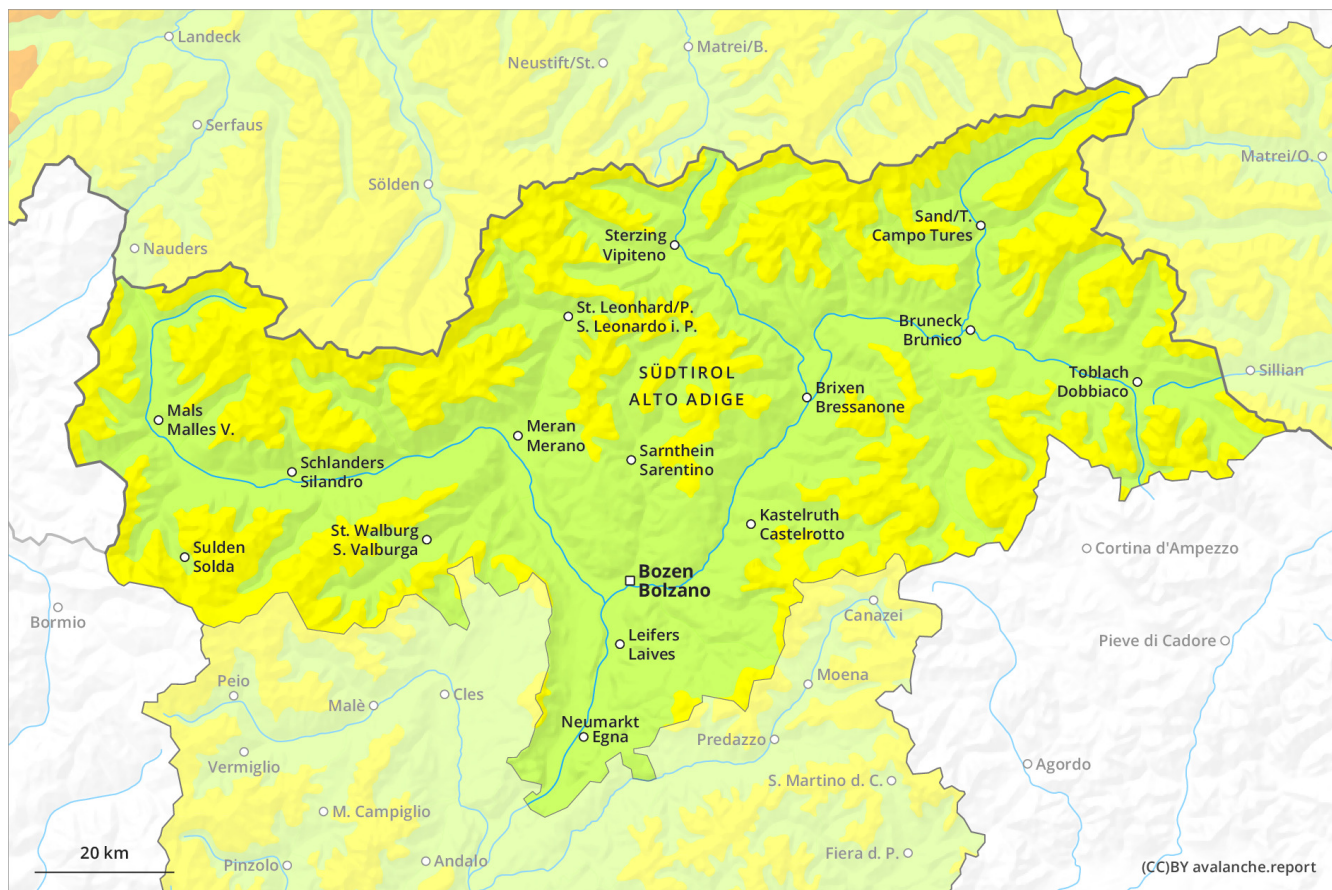 Landeck
Matrei/B.
Neustift/St.
Serfaus
Matrei/O.
Sölden
Sand/T.
Campo Tures
Sterzing
Vipiteno
Nauders
St. Leonhard/P.
S. Leonardo i. P.
Bruneck
Brunico
SÜDTIROL
ALTO ADIGE
Toblach
Dobbiaco
Sillian
Brixen
Bressanone
Mals
Malles V.
Meran
Merano
Sarnthein
Sarentino
Schlanders
Silandro
Kastelruth
Castelrotto
St. Walburg
S. Valburga
Sulden
Solda
Cortina d'Ampezzo
Bozen
Bolzano
Bormio
Canazei
Leifers
Laives
Pieve di Cadore
Moena
Peio
Malè
Cles
Neumarkt
Egna
Predazzo
Vermiglio
Agordo
S. Martino d. C.
M. Campiglio
20 km
Pinzolo
Andalo
Fiera d. P.
(CC)BY avalanche.report